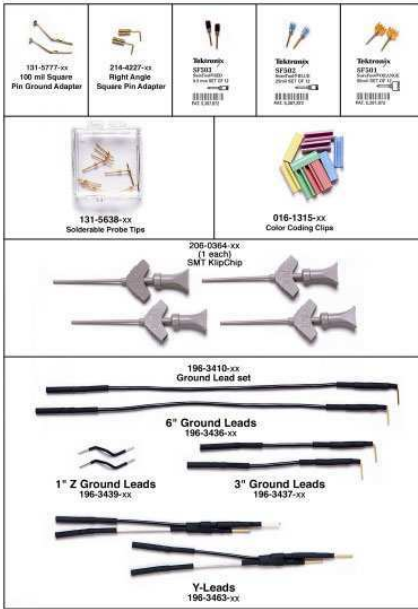 131-5777-xx
100 mil Square
Pin Ground Adapter
214-4227-xx
Right Angle
Square Pin Adapter
Tektronix
SF503
Tektronix
SF502
Tektronix
SF501
131-5638-xx
Solderable Probe Tips
016-1315-xx
Color Coding Clips
206-0364-xx
(1 each)
SMT KlipChip
196-3410-xx
Ground Lead set
6" Ground Leads
196-3436-xx
1" Z Ground Leads
196-3439-xx
3" Ground Leads
196-3437-xx
Y-Leads
196-3463-xx